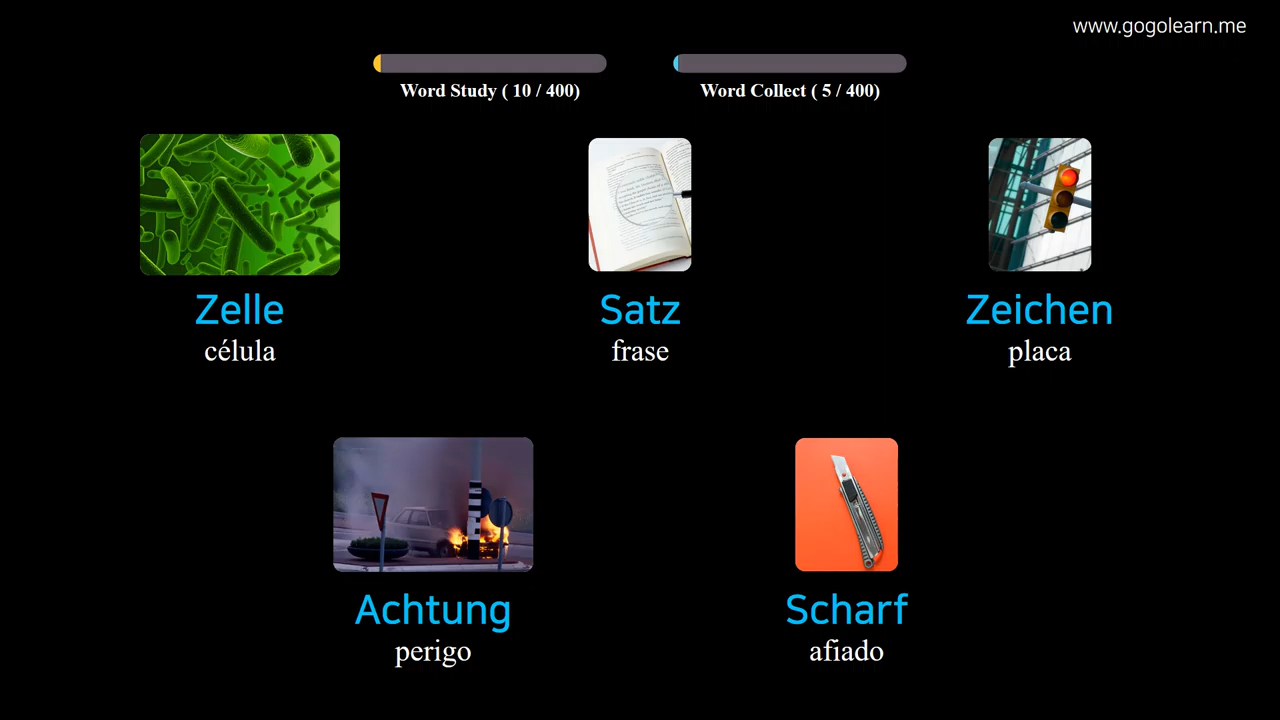 www.gogolearn.me
Word Study ( 10 / 400)
Word Collect ( 5 / 400)
Zelle
célula
Satz
frase
Zeichen
placa
Achtung
perigo
Scharf
afiado